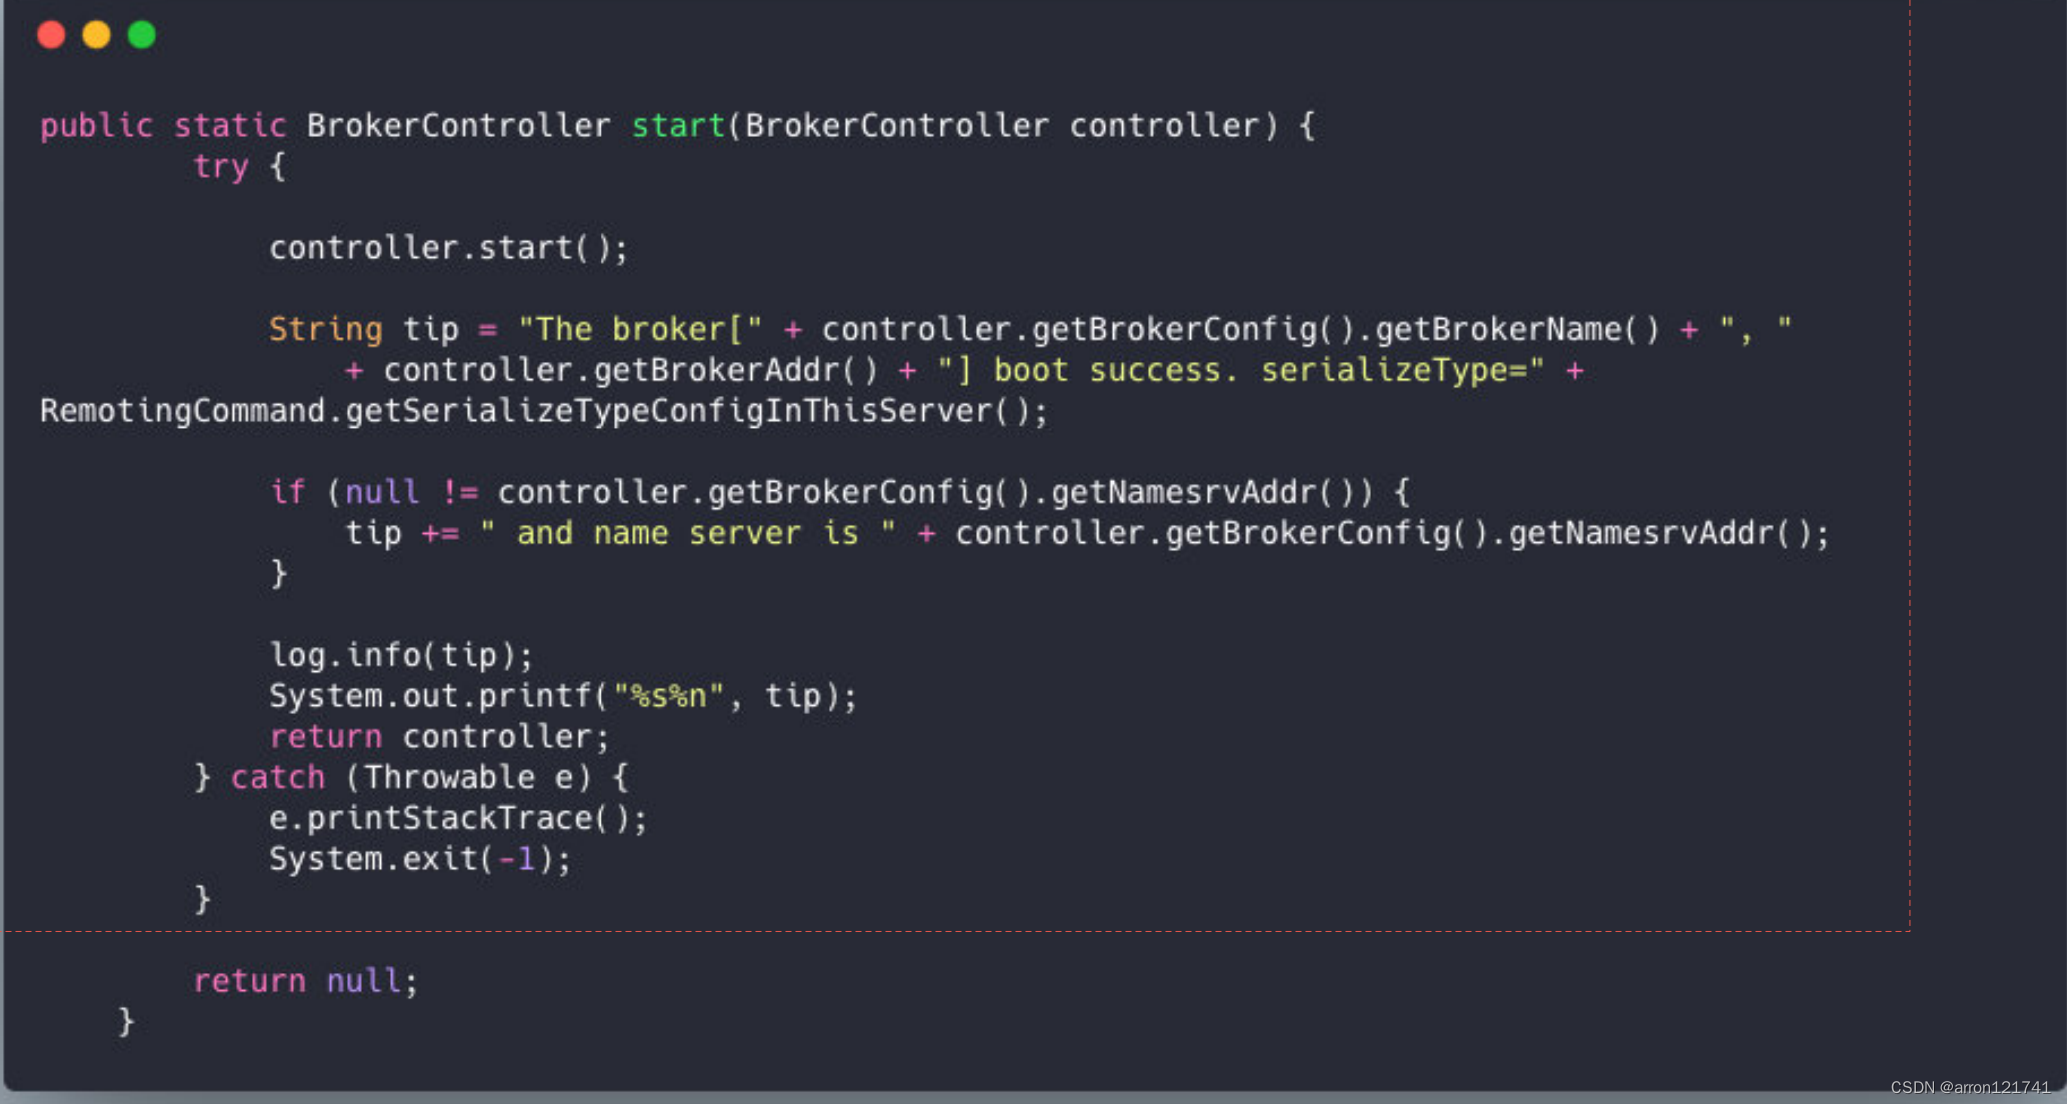 public static BrokerController start(BrokerController controller) {
        try {

            controller.start();

            String tip = "The broker[" + controller.getBrokerConfig().getBrokerName() + ", "
                + controller.getBrokerAddr() + "] boot success. serializeType=" +
RemotingCommand.getSerializeTypeConfigInThisServer();

            if (null != controller.getBrokerConfig().getNamesrvAddr()) {
                tip += " and name server is " + controller.getBrokerConfig().getNamesrvAddr();
            }

            log.info(tip);
            System.out.printf("%s%n", tip);
            return controller;
        } catch (Throwable e) {
            e.printStackTrace();
            System.exit(-1);
        }

        return null;
    }
CSDN @arron121741